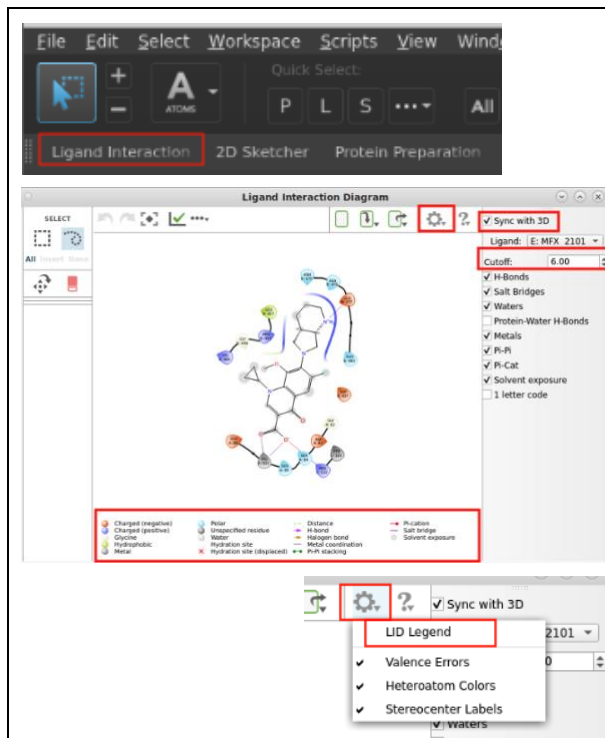 File Edit Select Workspace Scripts View Wind
Quick Select:
A
ATOMS
P L S All
Ligand Interaction 2D Sketcher Protein Preparation
Ligand Interaction Diagram
SELECT
All Invert None
Sync with 3D
Ligand: E: MFX 2101
Cutoff: 6.00
H-Bonds
Salt Bridges
Waters
Protein-Water H-Bonds
Metals
Pi-Pi
Pi-Cat
Solvent exposure
1 letter code
Charged (negative) Polar Distance Pi-cation
Charged (positive) Unspecified residue H-bond Salt bridge
Glycine Water Halogen bond Solvent exposure
Hydrophobic Hydration site Metal coordination
Metal Hydration site (displaced) Pi-Pi stacking
Sync with 3D
LID Legend 2101
Valence Errors 0
Heteroatom Colors
Stereocenter Labels
Waters